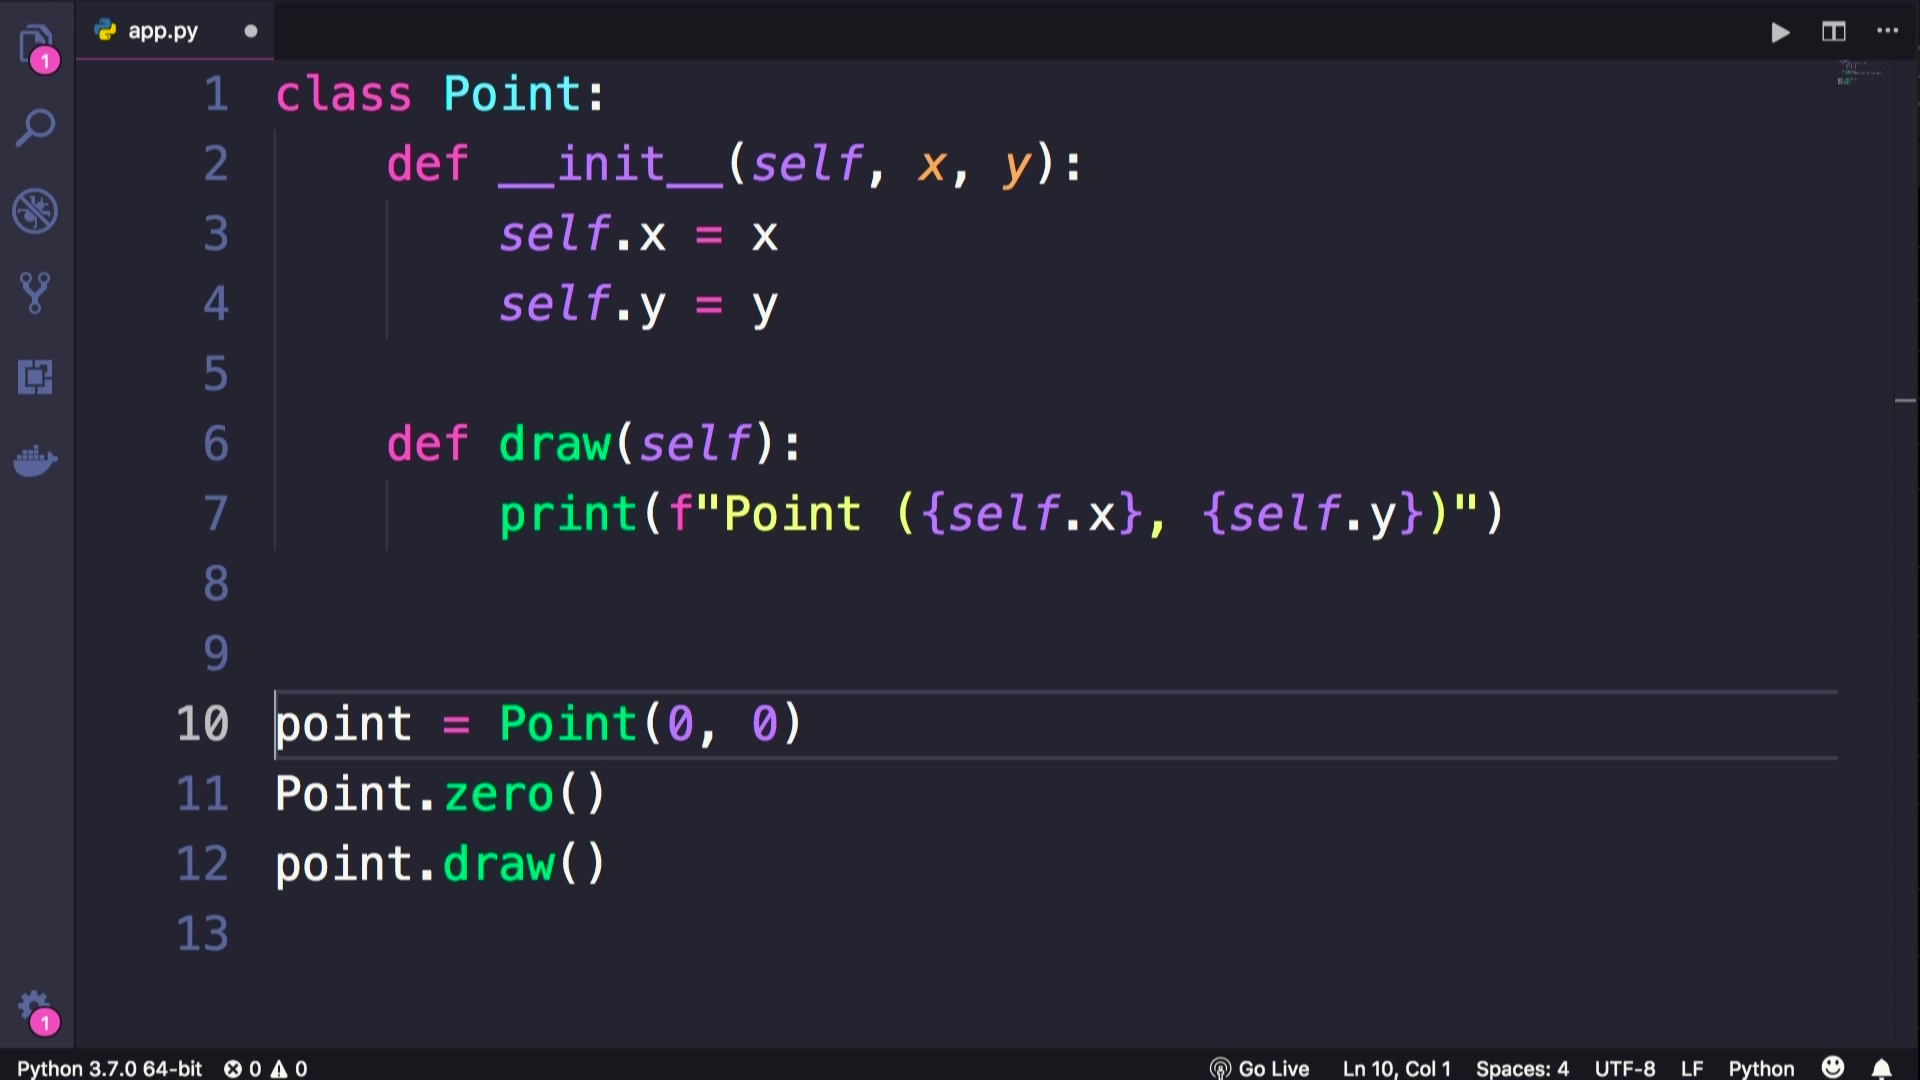 1
app.py
1 class Point:
2     def __init__(self, x, y):
3         self.x = x
4         self.y = y
5
6     def draw(self):
7         print(f"Point ({self.x}, {self.y})")
8
9
10 point = Point(0, 0)
11 Point.zero()
12 point.draw()
13
1
Python 3.7.0 64-bit 0 0 Go Live Ln 10, Col 1 Spaces: 4 UTF-8 LF Python